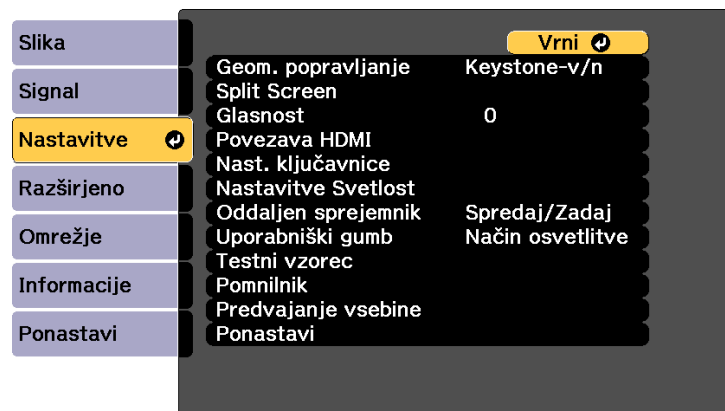 Slika
Signal
Nastavitve
Razširjeno
Omrežje
Informacije
Ponastavi
Vrni
Geom. popravljanje Keystone-v/n
Split Screen
Glasnost 0
Povezava HDMI
Nast. ključavnice
Nastavitve Svetlost
Oddaljen sprejemnik Spredaj/Zadaj
Uporabniški gumb Način osvetlitve
Testni vzorec
Pomnilnik
Predvajanje vsebine
Ponastavi